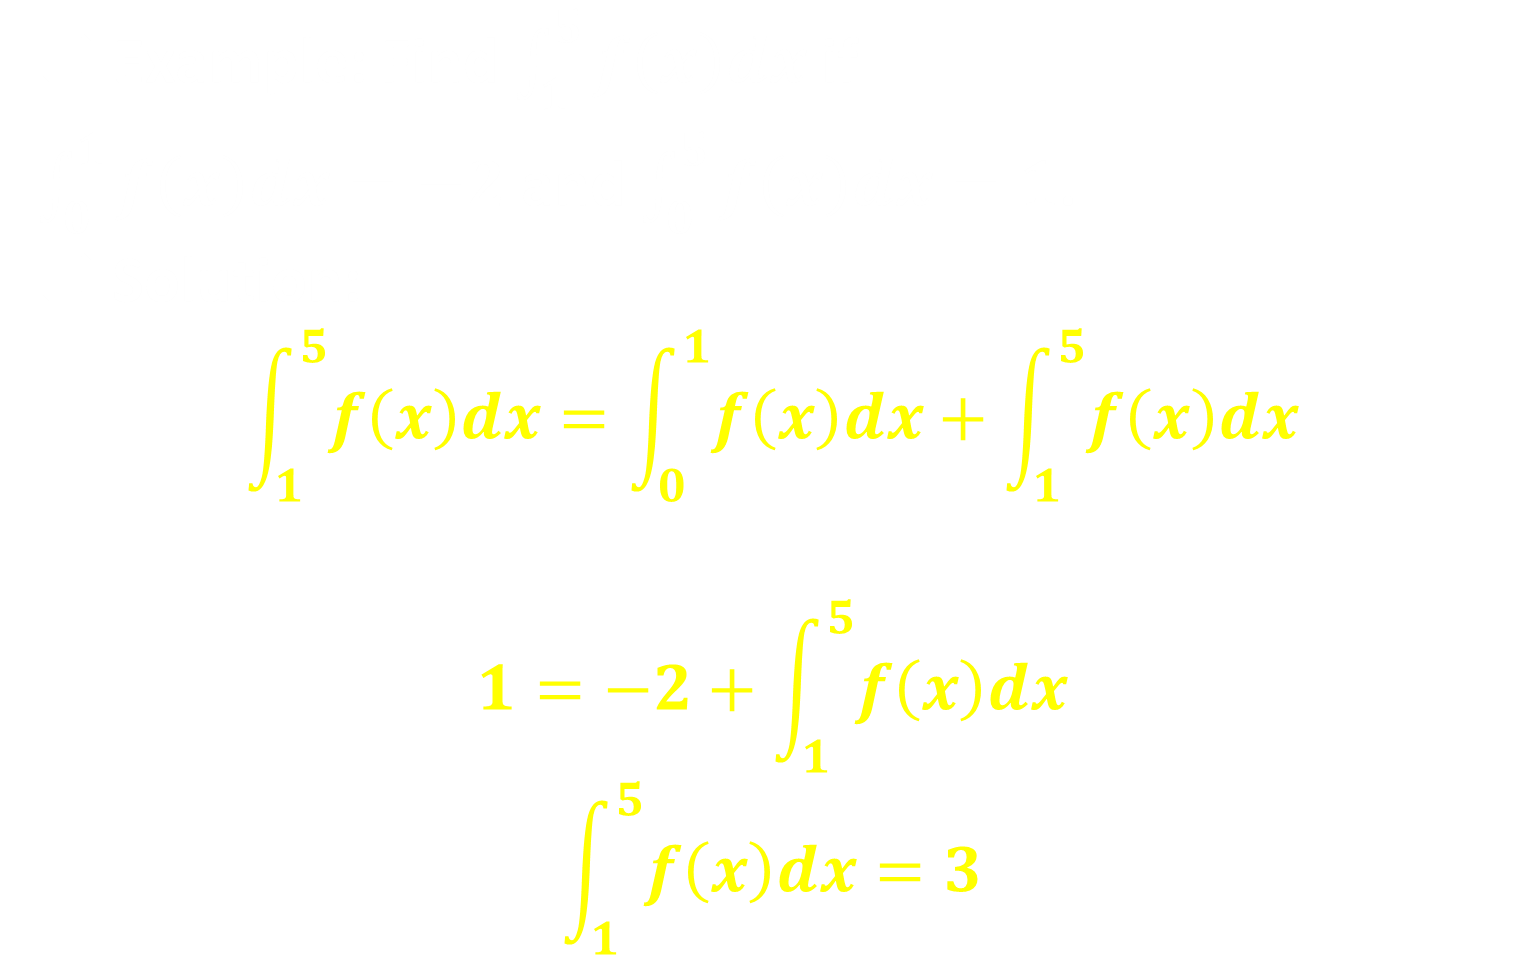 ∫₁⁵ f(x)dx = ∫₀¹ f(x)dx + ∫₁⁵ f(x)dx
1 = −2 + ∫₁⁵ f(x)dx
∫₁⁵ f(x)dx = 3